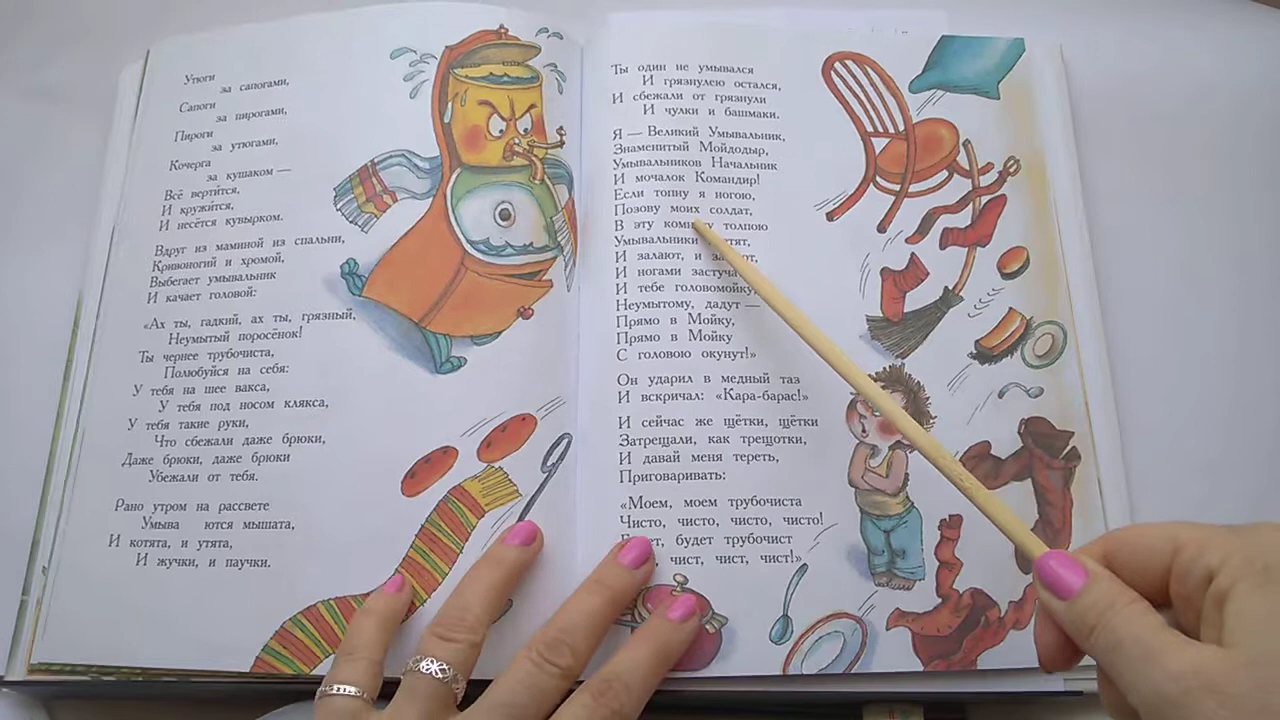 Утюги
за сапогами,
Сапоги
за пирогами,
Пироги
за утюгами,
Кочерга
за кушаком —
Всё вертится,
И кружится,
И несётся кувырком.
Вдруг из маминой из спальни,
Кривоногий и хромой,
Выбегает умывальник
И качает головой:
«Ах ты, гадкий, ах ты, грязный,
Неумытый поросёнок!
Ты чернее трубочиста,
Полюбуйся на себя:
У тебя на шее вакса,
У тебя под носом клякса,
У тебя такие руки,
Что сбежали даже брюки,
Даже брюки, даже брюки
Убежали от тебя.
Рано утром на рассвете
Умыва ются мышата,
И котята, и утята,
И жучки, и паучки.
Ты один не умывался
И грязнулею остался,
И сбежали от грязнули
И чулки и башмаки.
Я — Великий Умывальник,
Знаменитый Мойдодыр,
Умывальников Начальник
И мочалок Командир!
Если топну я ногою,
Позову моих солдат,
В эту толпою
Умывальники
И залают, и
И ногами
И тебе головомойку,
Неумытому, дадут —
Прямо в Мойку,
Прямо в Мойку
С головою окунут!»
Он ударил в медный таз
И вскричал: «Кара-барас!»
И сейчас же щётки, щётки
Затрещали, как трещотки,
И давай меня тереть,
Приговаривать:
«Моем, моем трубочиста
Чисто, чисто, чисто, чисто!
будет трубочист
чист, чист, чист!»